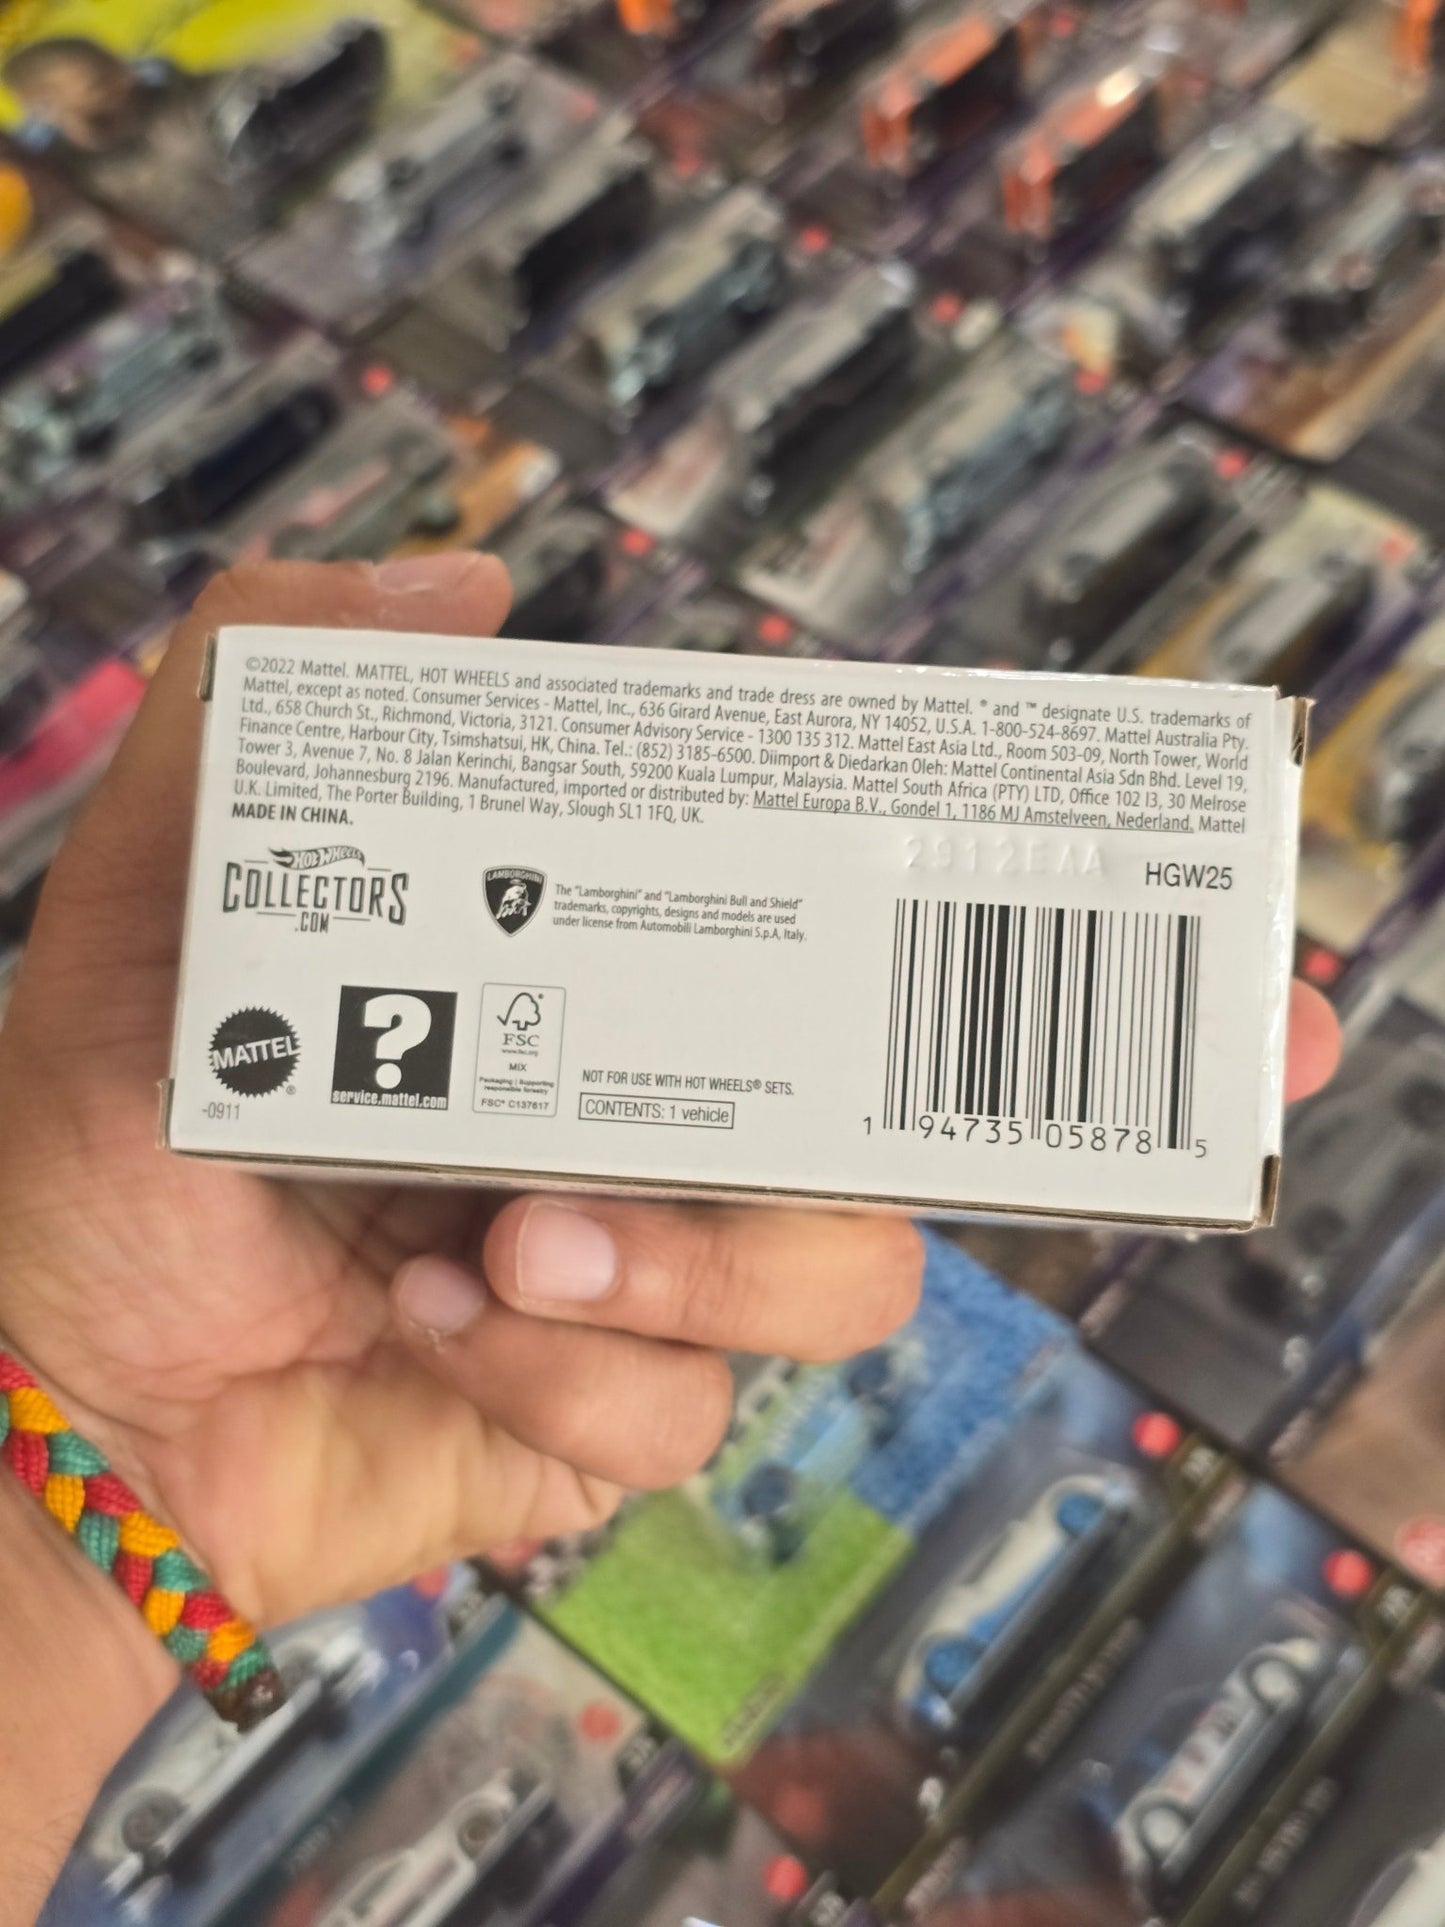 ©2022 Mattel. MATTEL, HOT WHEELS and associated trademarks and trade dress are owned by Mattel. ® and ™ designate U.S. trademarks of
Mattel, except as noted. Consumer Services - Mattel, Inc., 636 Girard Avenue, East Aurora, NY 14052, U.S.A. 1-800-524-8697. Mattel Australia Pty.
Ltd., 658 Church St., Richmond, Victoria, 3121. Consumer Advisory Service - 1300 135 312. Mattel East Asia Ltd., Room 503-09, North Tower, World
Finance Centre, Harbour City, Tsimshatsui, HK, China. Tel.: (852) 3185-6500. Diimport & Diedarkan Oleh: Mattel Continental Asia Sdn Bhd. Level 19,
Tower 3, Avenue 7, No. 8 Jalan Kerinchi, Bangsar South, 59200 Kuala Lumpur, Malaysia. Mattel South Africa (PTY) LTD, Office 102 I3, 30 Melrose
Boulevard, Johannesburg 2196. Manufactured, imported or distributed by: Mattel Europa B.V., Gondel 1, 1186 MJ Amstelveen, Nederland. Mattel
U.K. Limited, The Porter Building, 1 Brunel Way, Slough SL1 1FQ, UK.
MADE IN CHINA.
2912EAA
HGW25
HOT WHEELS
COLLECTORS
.COM
LAMBORGHINI
The "Lamborghini" and "Lamborghini Bull and Shield"
trademarks, copyrights, designs and models are used
under license from Automobili Lamborghini S.p.A, Italy.
MATTEL®
-0911
?
service.mattel.com
FSC®
www.fsc.org
MIX
Packaging | Supporting
responsible forestry
FSC® C137617
NOT FOR USE WITH HOT WHEELS® SETS.
CONTENTS: 1 vehicle
1 94735 05878 5